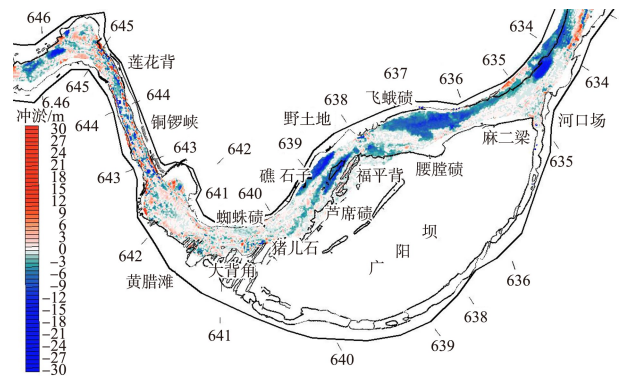 646
645
莲花背
645
6.46
644
铜锣峡
644
643
643
642
641
640
蜘蛛碛
642
黄腊滩
大背角
641
猪儿石
639
礁石子
638
野土地
637
飞蛾碛
636
635
634
634
河口场
635
麻二梁
腰膛碛
福平背
芦席碛
广阳坝
636
638
639
640
冲淤/m
30
27
24
21
18
15
12
9
6
3
0
-3
-6
-9
-12
-15
-18
-21
-24
-27
-30